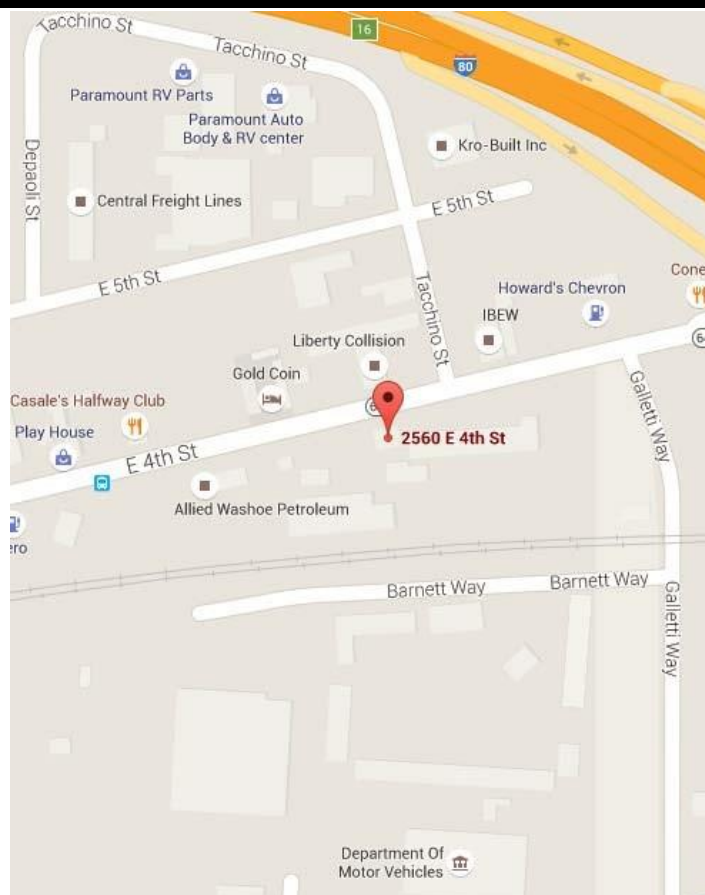 Tacchino St
16
Tacchino St
80
Paramount RV Parts
Paramount Auto
Body & RV center
Kro-Built Inc
Depaoli St
Central Freight Lines
E 5th St
E 5th St
Tacchino St
Cone
Howard's Chevron
IBEW
Liberty Collision
Gold Coin
Casale's Halfway Club
Play House
E 4th St
2560 E 4th St
Galletti Way
Allied Washoe Petroleum
ero
Barnett Way
Barnett Way
Galletti Way
Department Of
Motor Vehicles